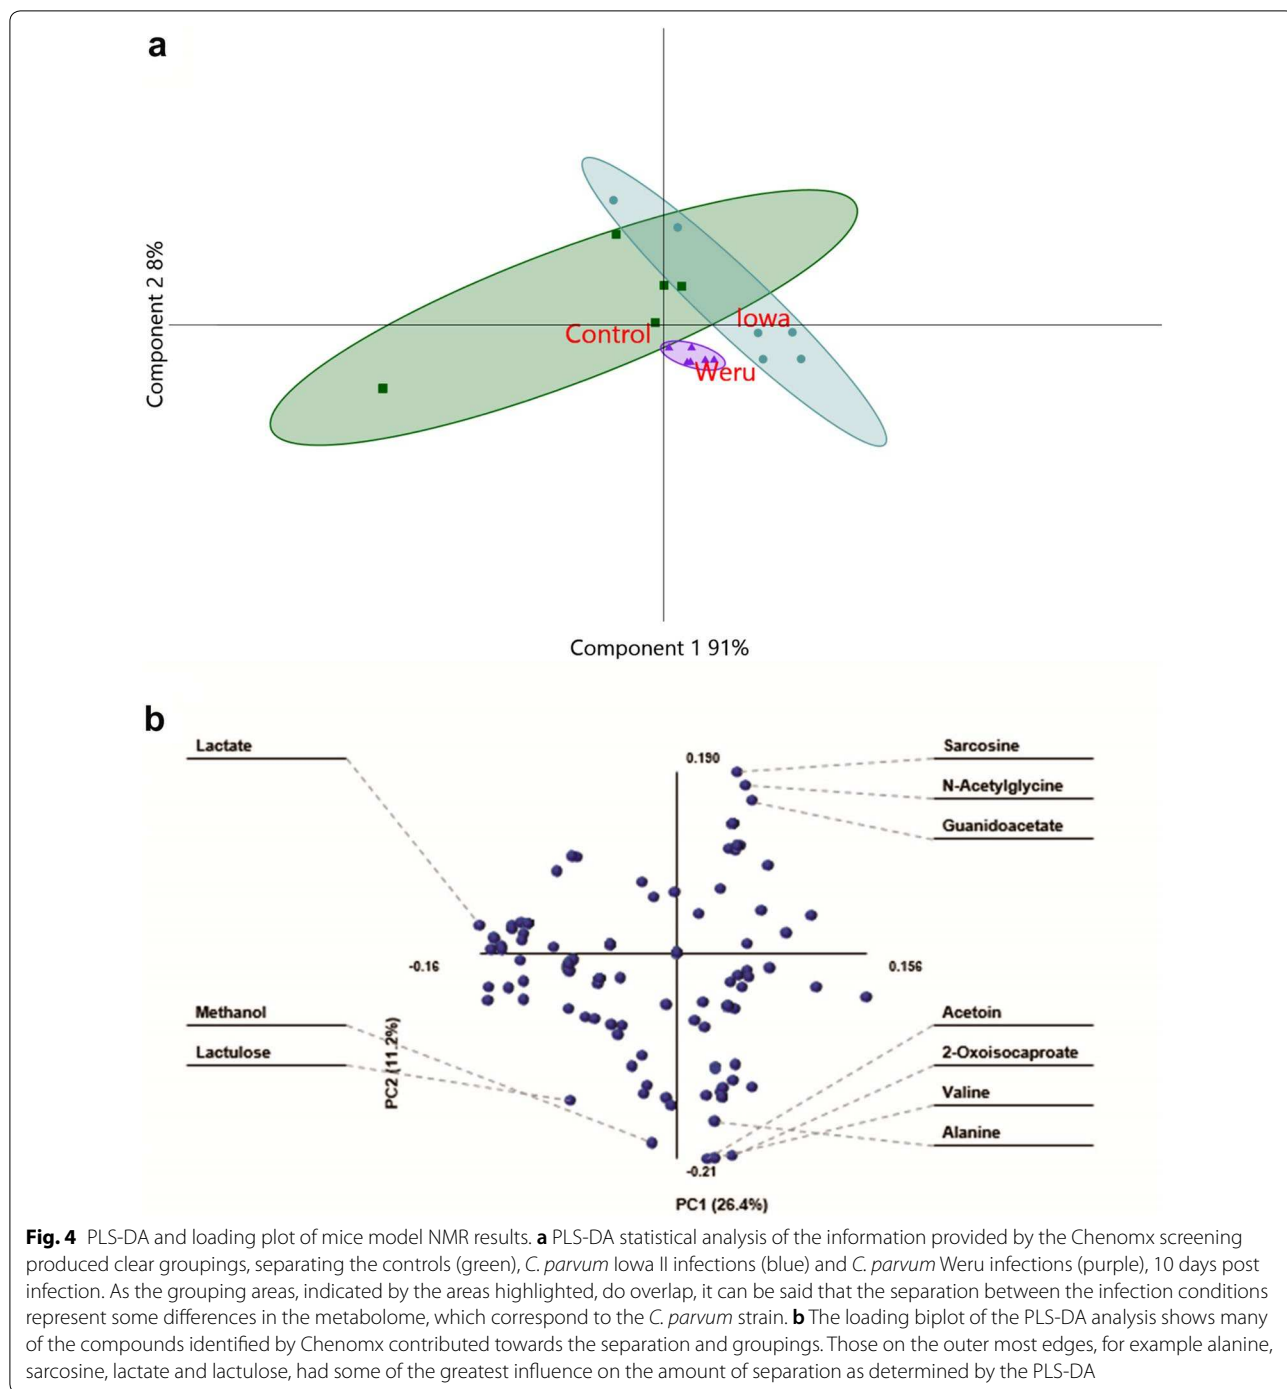 a
Component 2 8%
Iowa
Control
Weru
Component 1 91%
b
Lactate
0.190
Sarcosine
N-Acetylglycine
Guanidoacetate
-0.16
0.156
Methanol
Lactulose
PC2 (11.2%)
Acetoin
2-Oxoisocaproate
Valine
Alanine
-0.21
PC1 (26.4%)
Fig. 4 PLS-DA and loading plot of mice model NMR results. a PLS-DA statistical analysis of the information provided by the Chenomx screening
produced clear groupings, separating the controls (green), C. parvum Iowa II infections (blue) and C. parvum Weru infections (purple), 10 days post
infection. As the grouping areas, indicated by the areas highlighted, do overlap, it can be said that the separation between the infection conditions
represent some differences in the metabolome, which correspond to the C. parvum strain. b The loading biplot of the PLS-DA analysis shows many
of the compounds identified by Chenomx contributed towards the separation and groupings. Those on the outer most edges, for example alanine,
sarcosine, lactate and lactulose, had some of the greatest influence on the amount of separation as determined by the PLS-DA